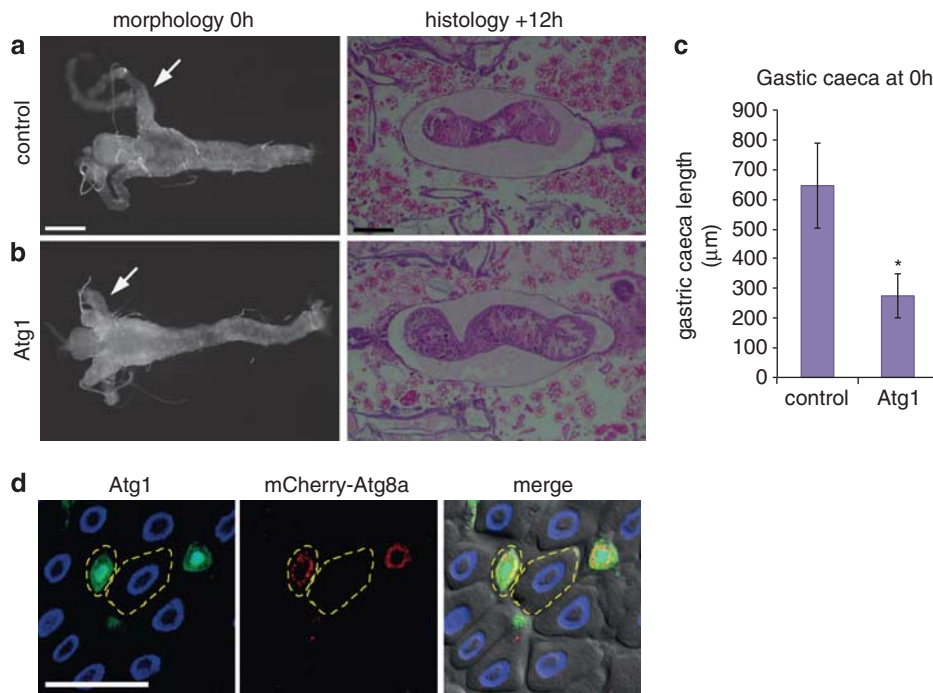 morphology 0h
histology +12h
a
control
b
Atg1
c
Gastic caeca at 0h
gastric caeca length
(μm)
900
800
700
600
500
400
300
200
100
0
*
control
Atg1
d
Atg1
mCherry-Atg8a
merge